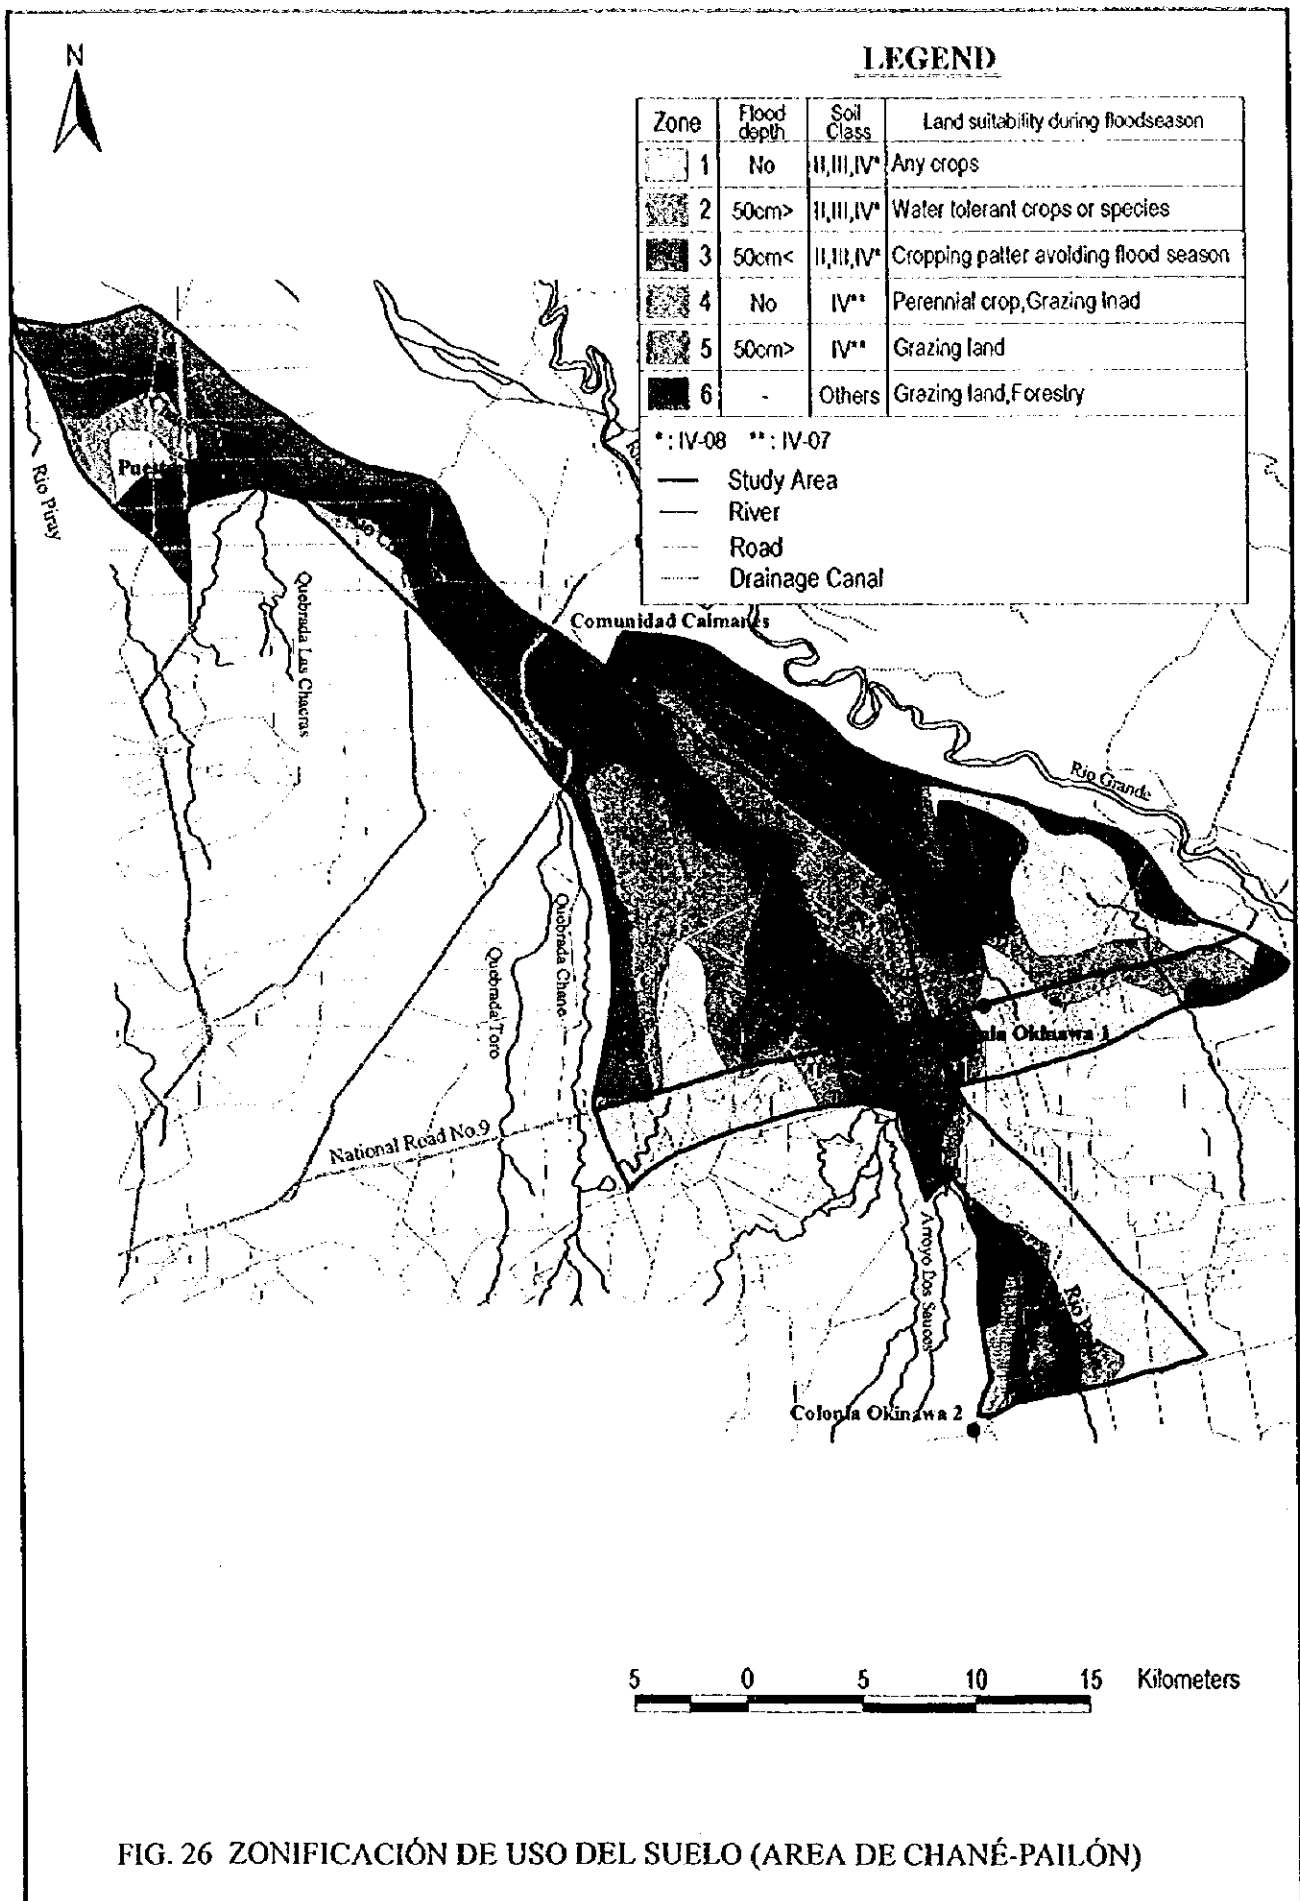 N
LEGEND
Zone Flood depth Soil Class Land suitability during floodseason
1 No II,III,IV* Any crops
2 50cm> II,III,IV* Water tolerant crops or species
3 50cm< II,III,IV* Cropping patter avoiding flood season
4 No IV** Perennial crop,Grazing lnad
5 50cm> IV** Grazing land
6 - Others Grazing land,Forestry
*: IV-08 **: IV-07
Study Area
River
Road
Drainage Canal
Rio Piray
Quebrada Las Chacras
Comunidad Caimanes
Rio Grande
Quebrada Chane
Quebrada Toro
Okinawa 1
National Road No.9
Arroyo Dos Sauces
Rio
Colonia Okinawa 2
5 0 5 10 15 Kilometers
FIG. 26 ZONIFICACIÓN DE USO DEL SUELO (AREA DE CHANÉ-PAILÓN)